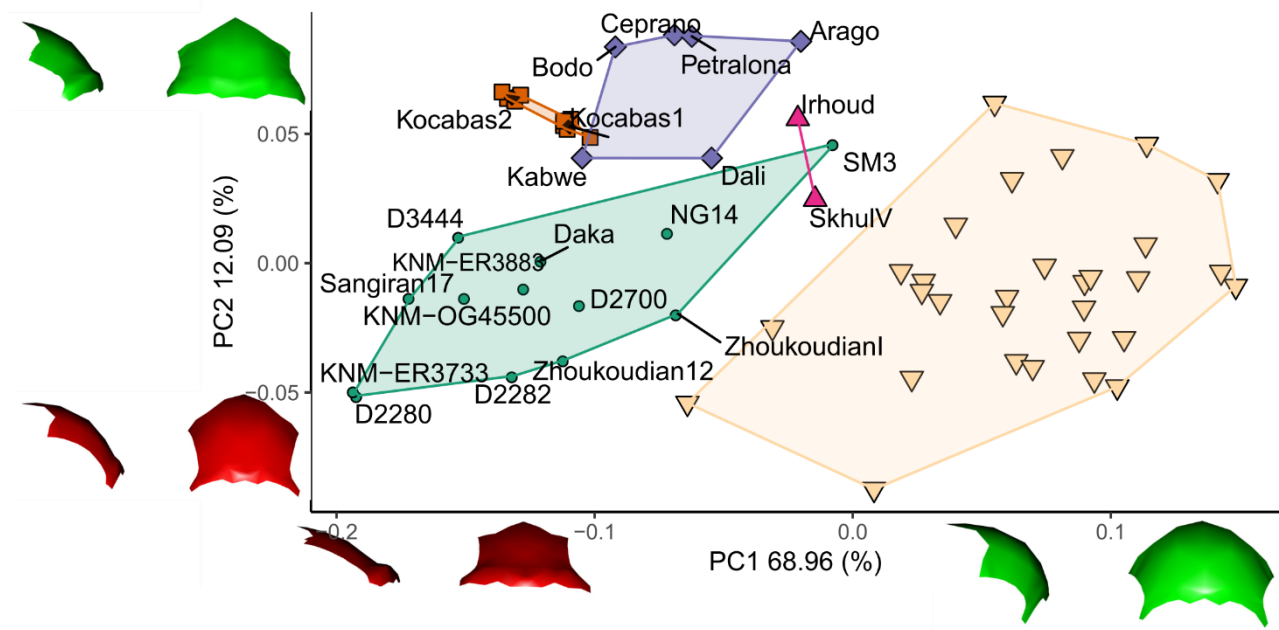 Ceprano
Arago
Bodo
Petralona
Kocabas2
Kocabas1
Irhoud
Kabwe
Dali
SM3
SkhulV
D3444
Daka
NG14
KNM−ER3883
Sangiran17
KNM−OG45500
D2700
ZhoukoudianI
KNM−ER3733
Zhoukoudian12
D2282
D2280
0.05
0.00
−0.05
PC2 12.09 (%)
−0.2
−0.1
0.0
0.1
PC1 68.96 (%)